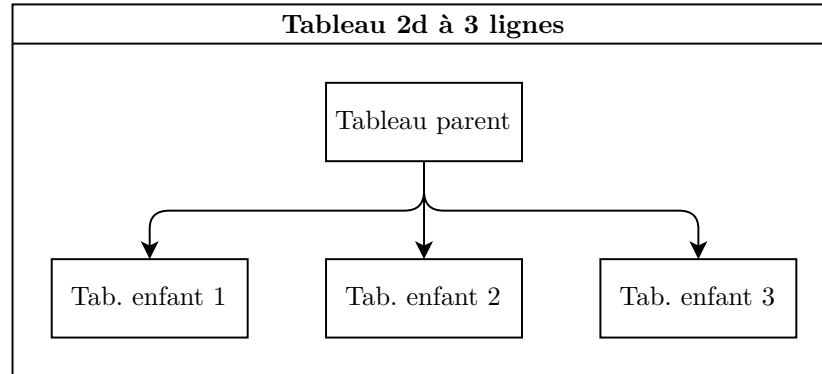 Tableau 2d à 3 lignes
Tableau parent
Tab. enfant 1
Tab. enfant 2
Tab. enfant 3